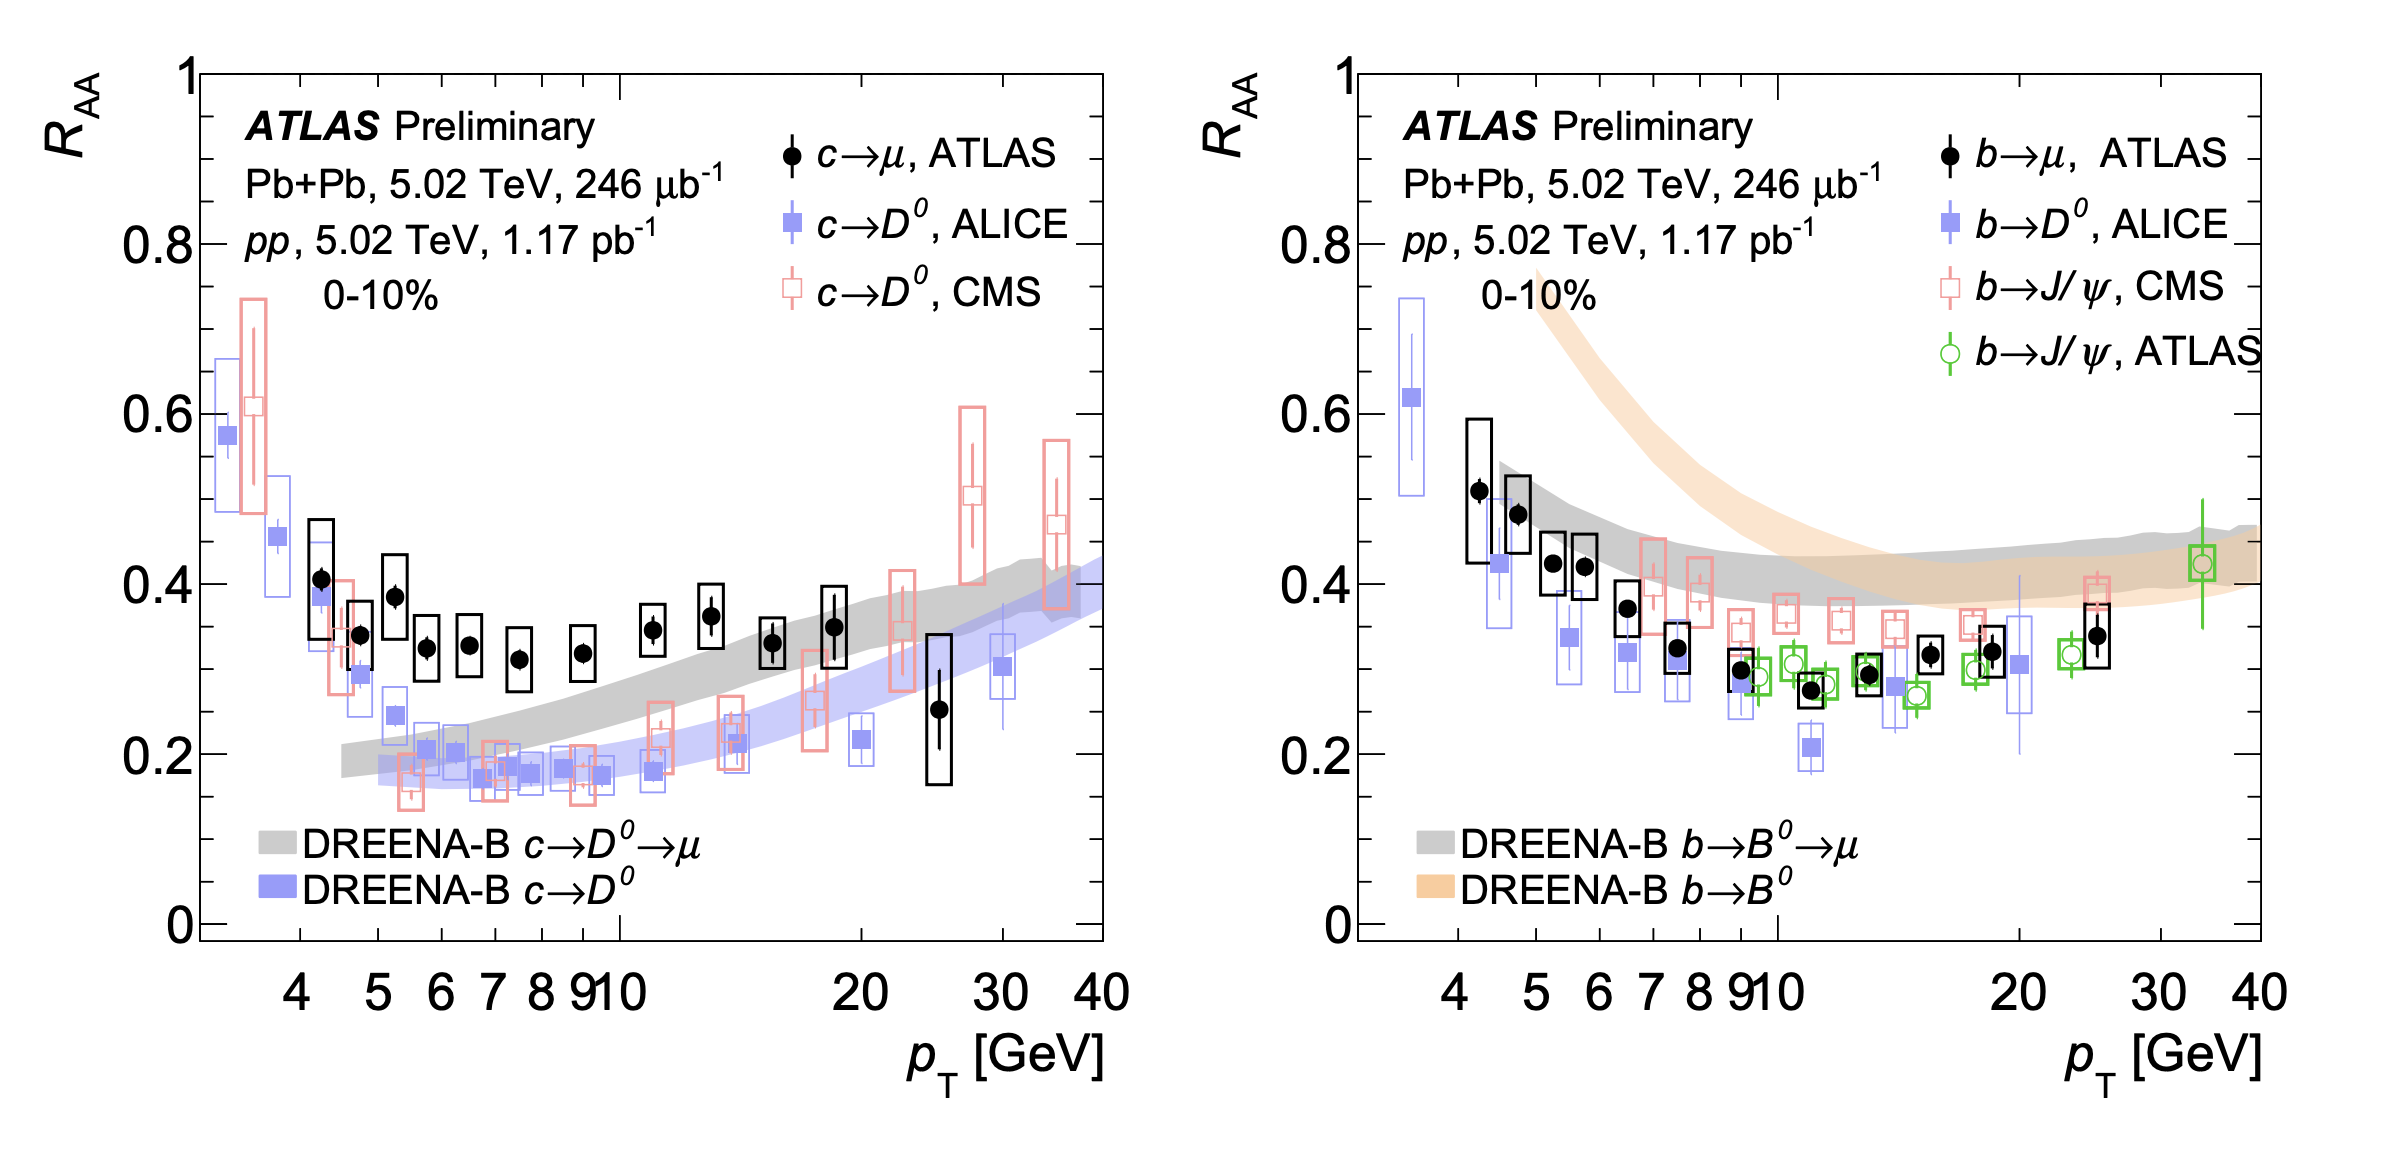 R_AA
1
0.8
0.6
0.4
0.2
0
ATLAS Preliminary
Pb+Pb, 5.02 TeV, 246 μb⁻¹
pp, 5.02 TeV, 1.17 pb⁻¹
0-10%
c→μ, ATLAS
c→D⁰, ALICE
c→D⁰, CMS
DREENA-B c→D⁰→μ
DREENA-B c→D⁰
4 5 6 7 8 9 10 20 30 40
p_T [GeV]
R_AA
1
0.8
0.6
0.4
0.2
0
ATLAS Preliminary
Pb+Pb, 5.02 TeV, 246 μb⁻¹
pp, 5.02 TeV, 1.17 pb⁻¹
0-10%
b→μ, ATLAS
b→D⁰, ALICE
b→J/ψ, CMS
b→J/ψ, ATLAS
DREENA-B b→B⁰→μ
DREENA-B b→B⁰
4 5 6 7 8 9 10 20 30 40
p_T [GeV]